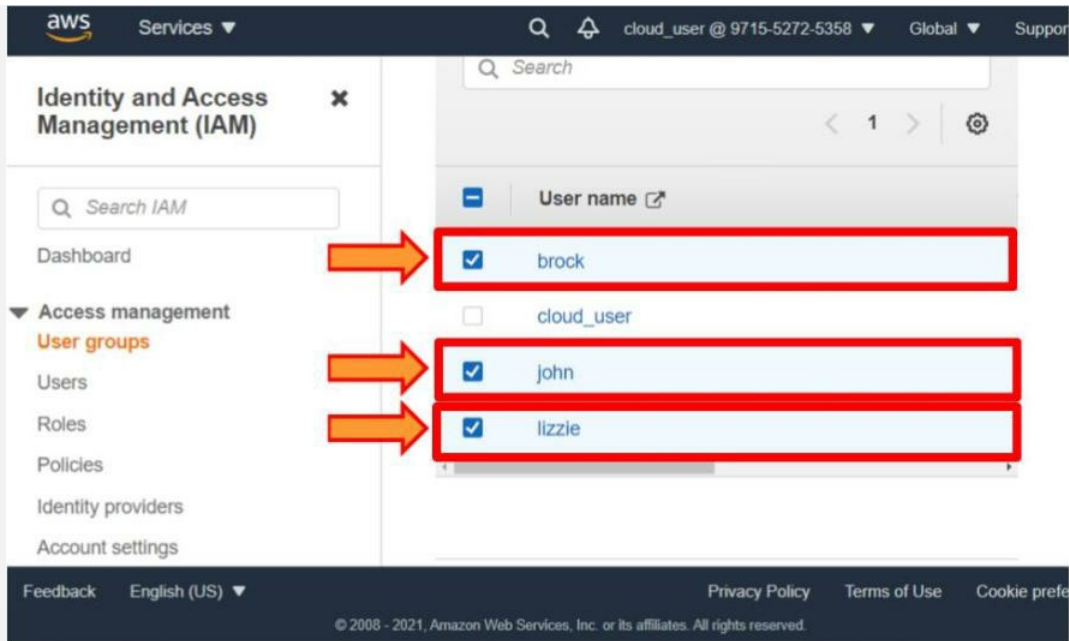 aws Services ▼ cloud_user @ 9715-5272-5358 ▼ Global ▼ Suppor
Identity and Access
Management (IAM)
Search IAM
Dashboard
Access management
User groups
Users
Roles
Policies
Identity providers
Account settings
Search
1
User name
brock
cloud_user
john
lizzie
Feedback English (US) ▼ Privacy Policy Terms of Use Cookie prefe
© 2008 - 2021, Amazon Web Services, Inc. or its affiliates. All rights reserved.